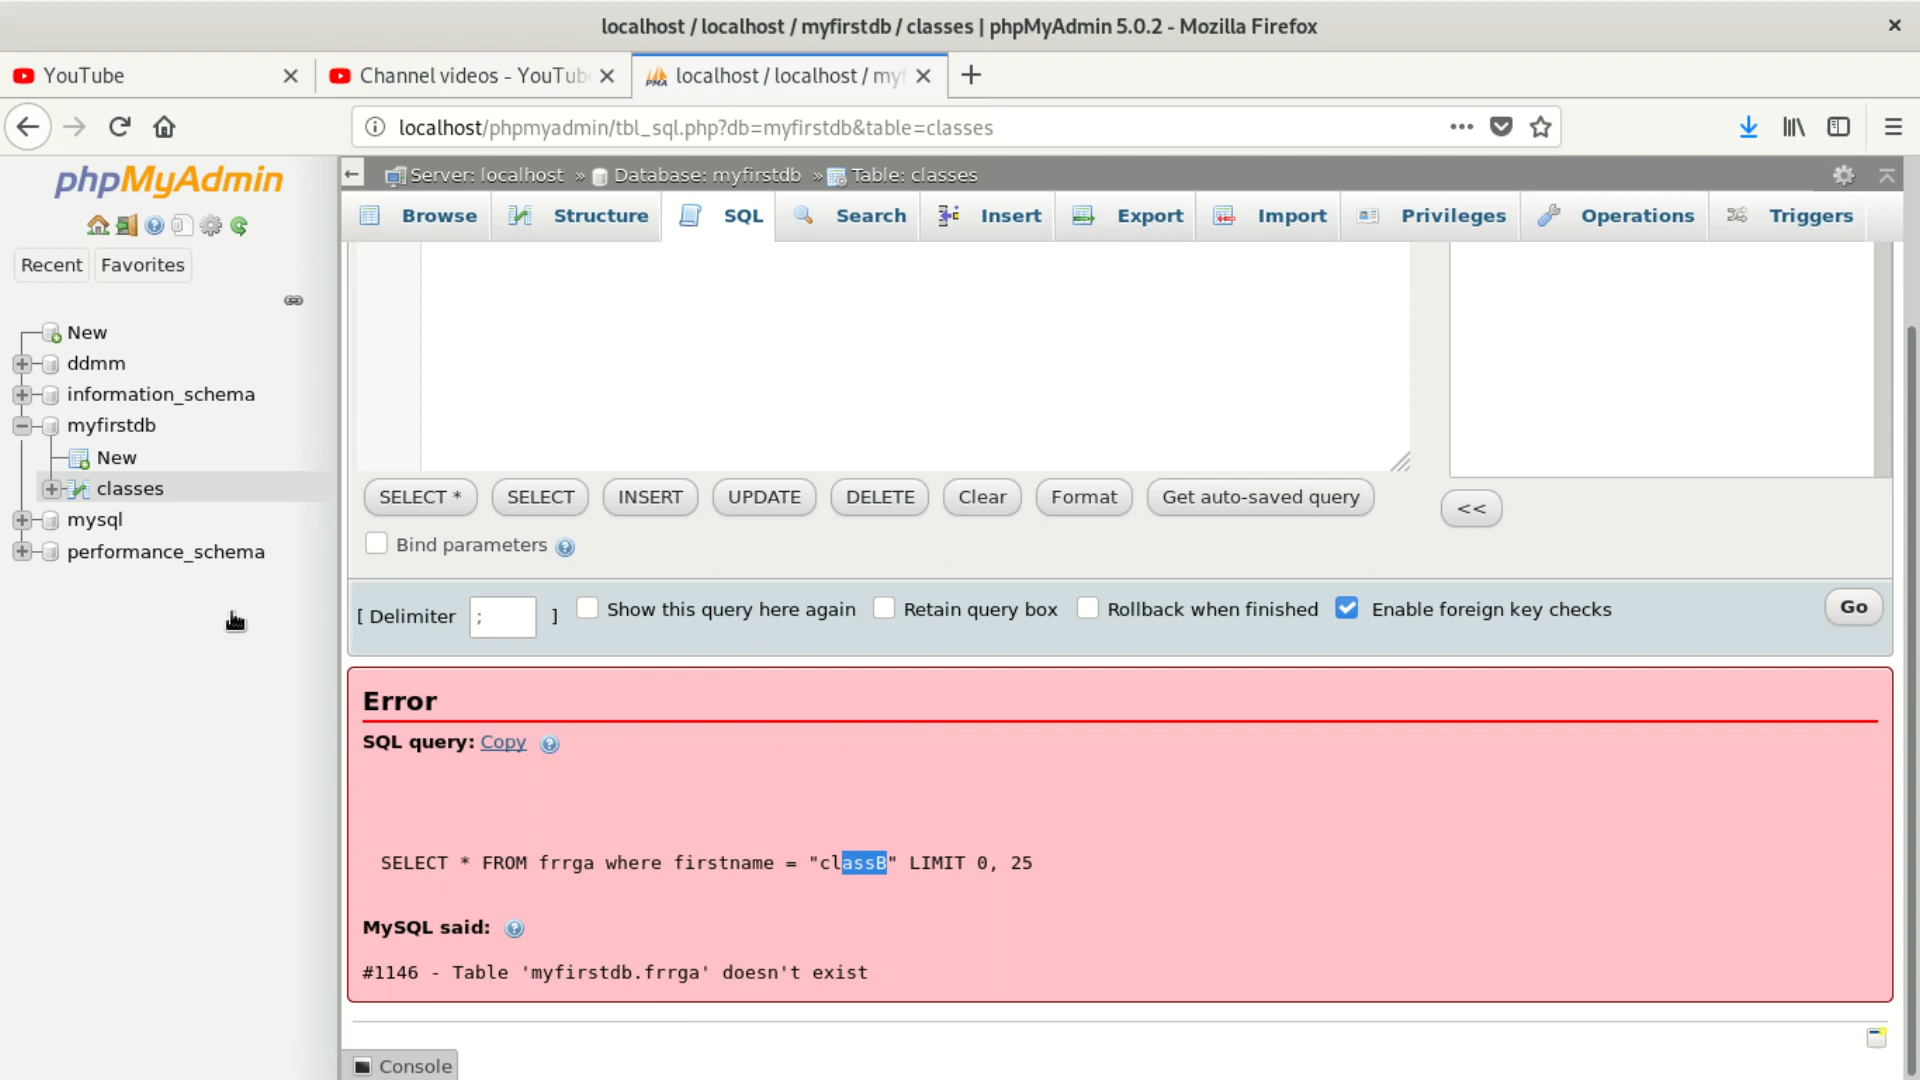 localhost / localhost / myfirstdb / classes | phpMyAdmin 5.0.2 - Mozilla Firefox
YouTube
Channel videos - YouTub
localhost / localhost / myf
localhost/phpmyadmin/tbl_sql.php?db=myfirstdb&table=classes
phpMyAdmin
Server: localhost » Database: myfirstdb » Table: classes
Browse Structure SQL Search Insert Export Import Privileges Operations Triggers
Recent Favorites
New
ddmm
information_schema
myfirstdb
New
classes
mysql
performance_schema
SELECT * SELECT INSERT UPDATE DELETE Clear Format Get auto-saved query <<
Bind parameters
[ Delimiter ; ] Show this query here again Retain query box Rollback when finished Enable foreign key checks Go
Error
SQL query: Copy
SELECT * FROM frrga where firstname = "classB" LIMIT 0, 25
MySQL said:
#1146 - Table 'myfirstdb.frrga' doesn't exist
Console